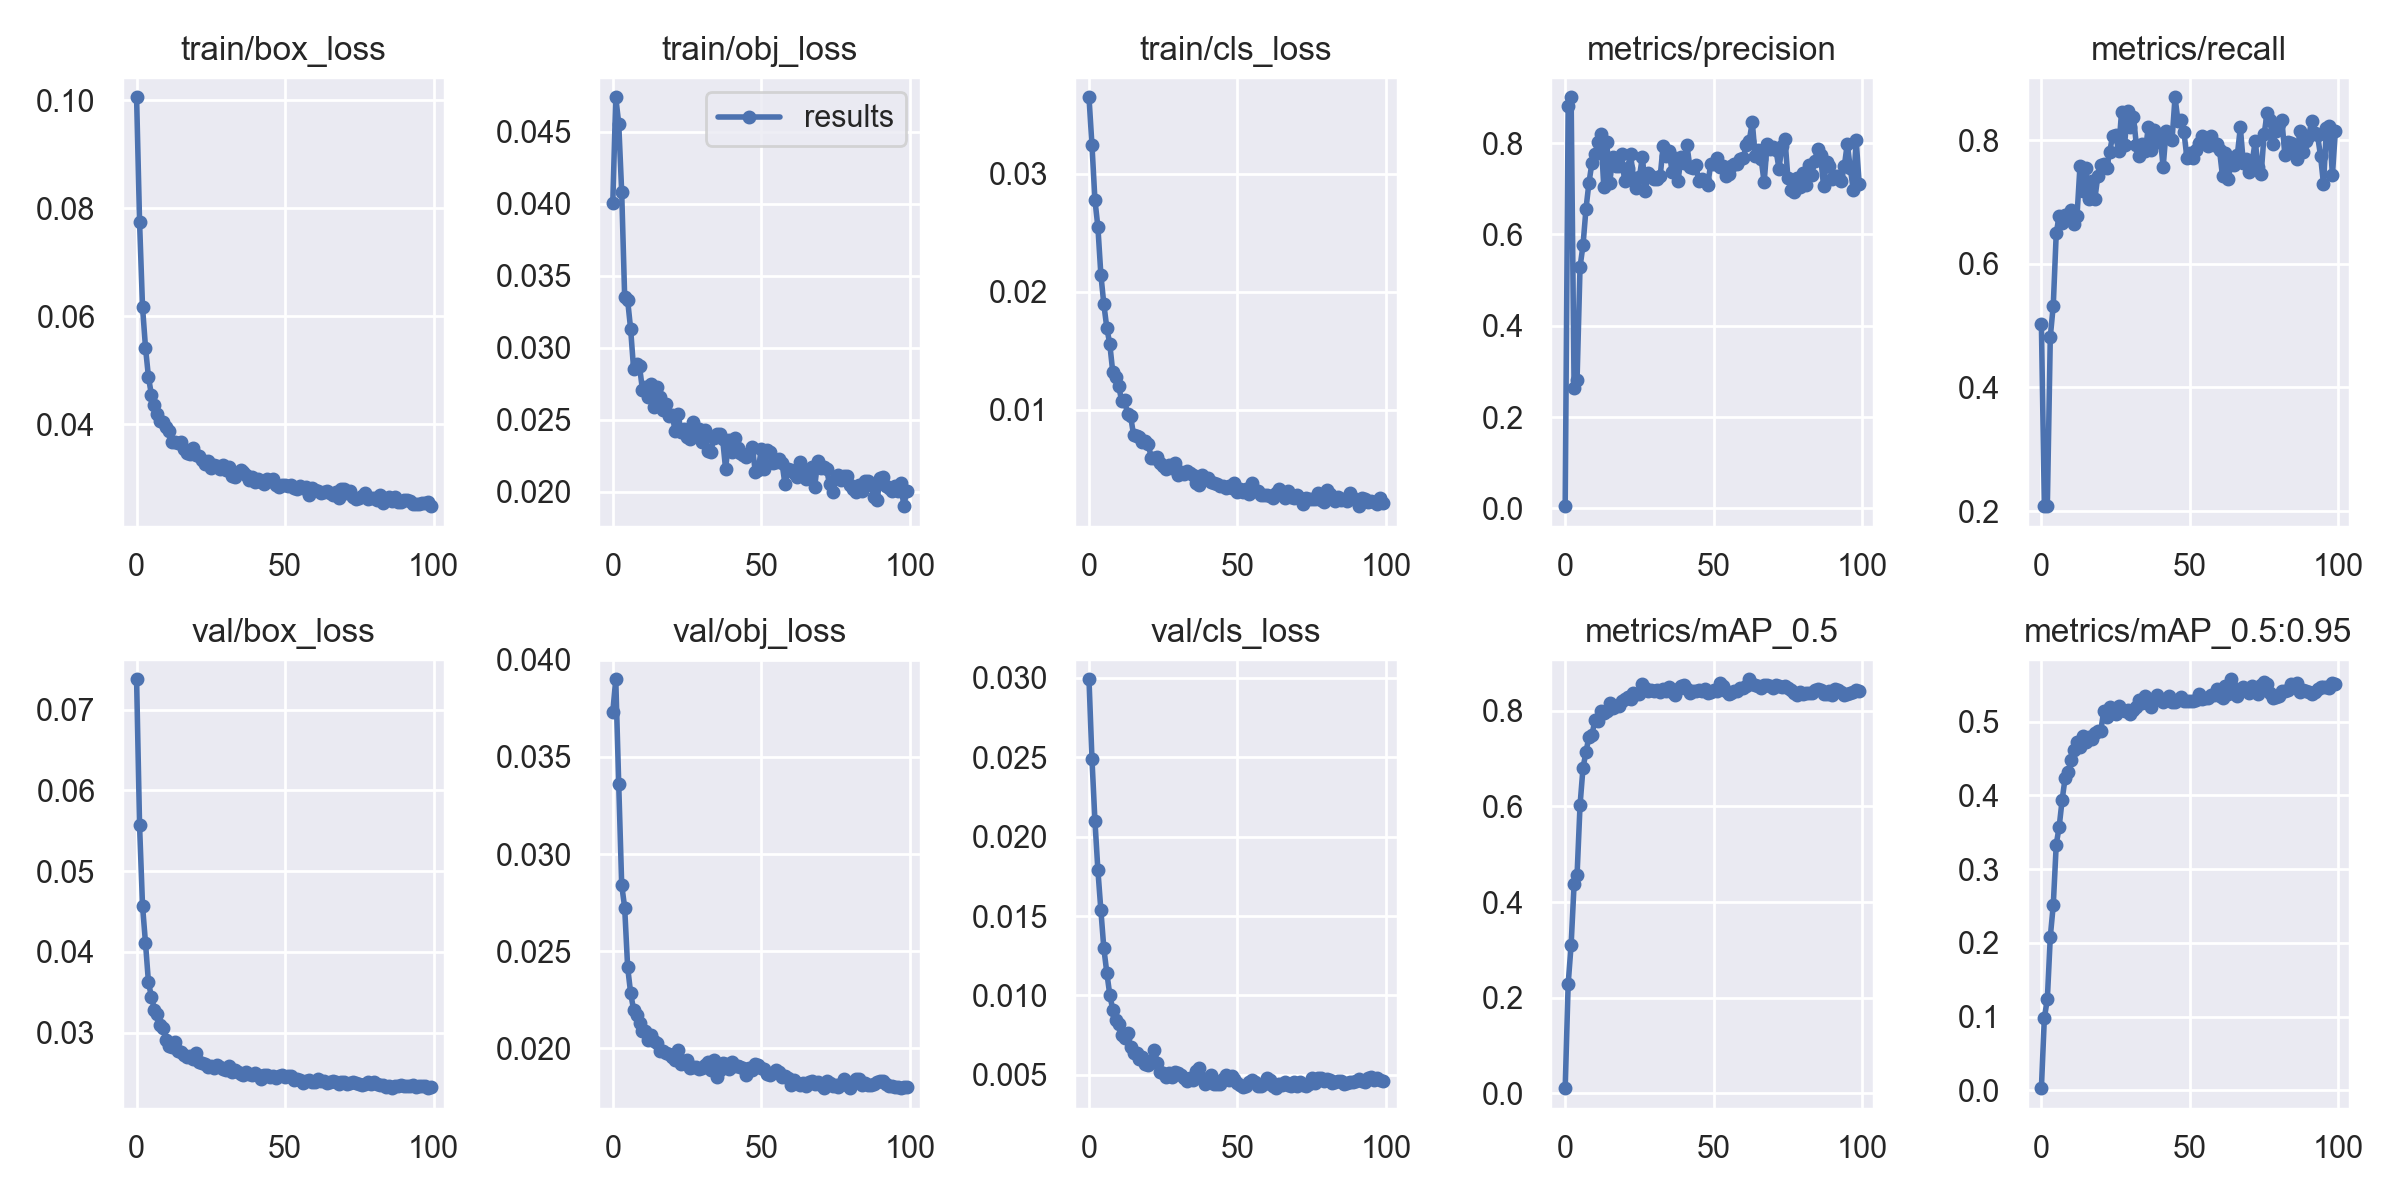 train/box_loss
0.10
0.08
0.06
0.04
0 50 100
train/obj_loss
results
0.045
0.040
0.035
0.030
0.025
0.020
0 50 100
train/cls_loss
0.03
0.02
0.01
0 50 100
metrics/precision
0.8
0.6
0.4
0.2
0.0
0 50 100
metrics/recall
0.8
0.6
0.4
0.2
0 50 100
val/box_loss
0.07
0.06
0.05
0.04
0.03
0 50 100
val/obj_loss
0.040
0.035
0.030
0.025
0.020
0 50 100
val/cls_loss
0.030
0.025
0.020
0.015
0.010
0.005
0 50 100
metrics/mAP_0.5
0.8
0.6
0.4
0.2
0.0
0 50 100
metrics/mAP_0.5:0.95
0.5
0.4
0.3
0.2
0.1
0.0
0 50 100